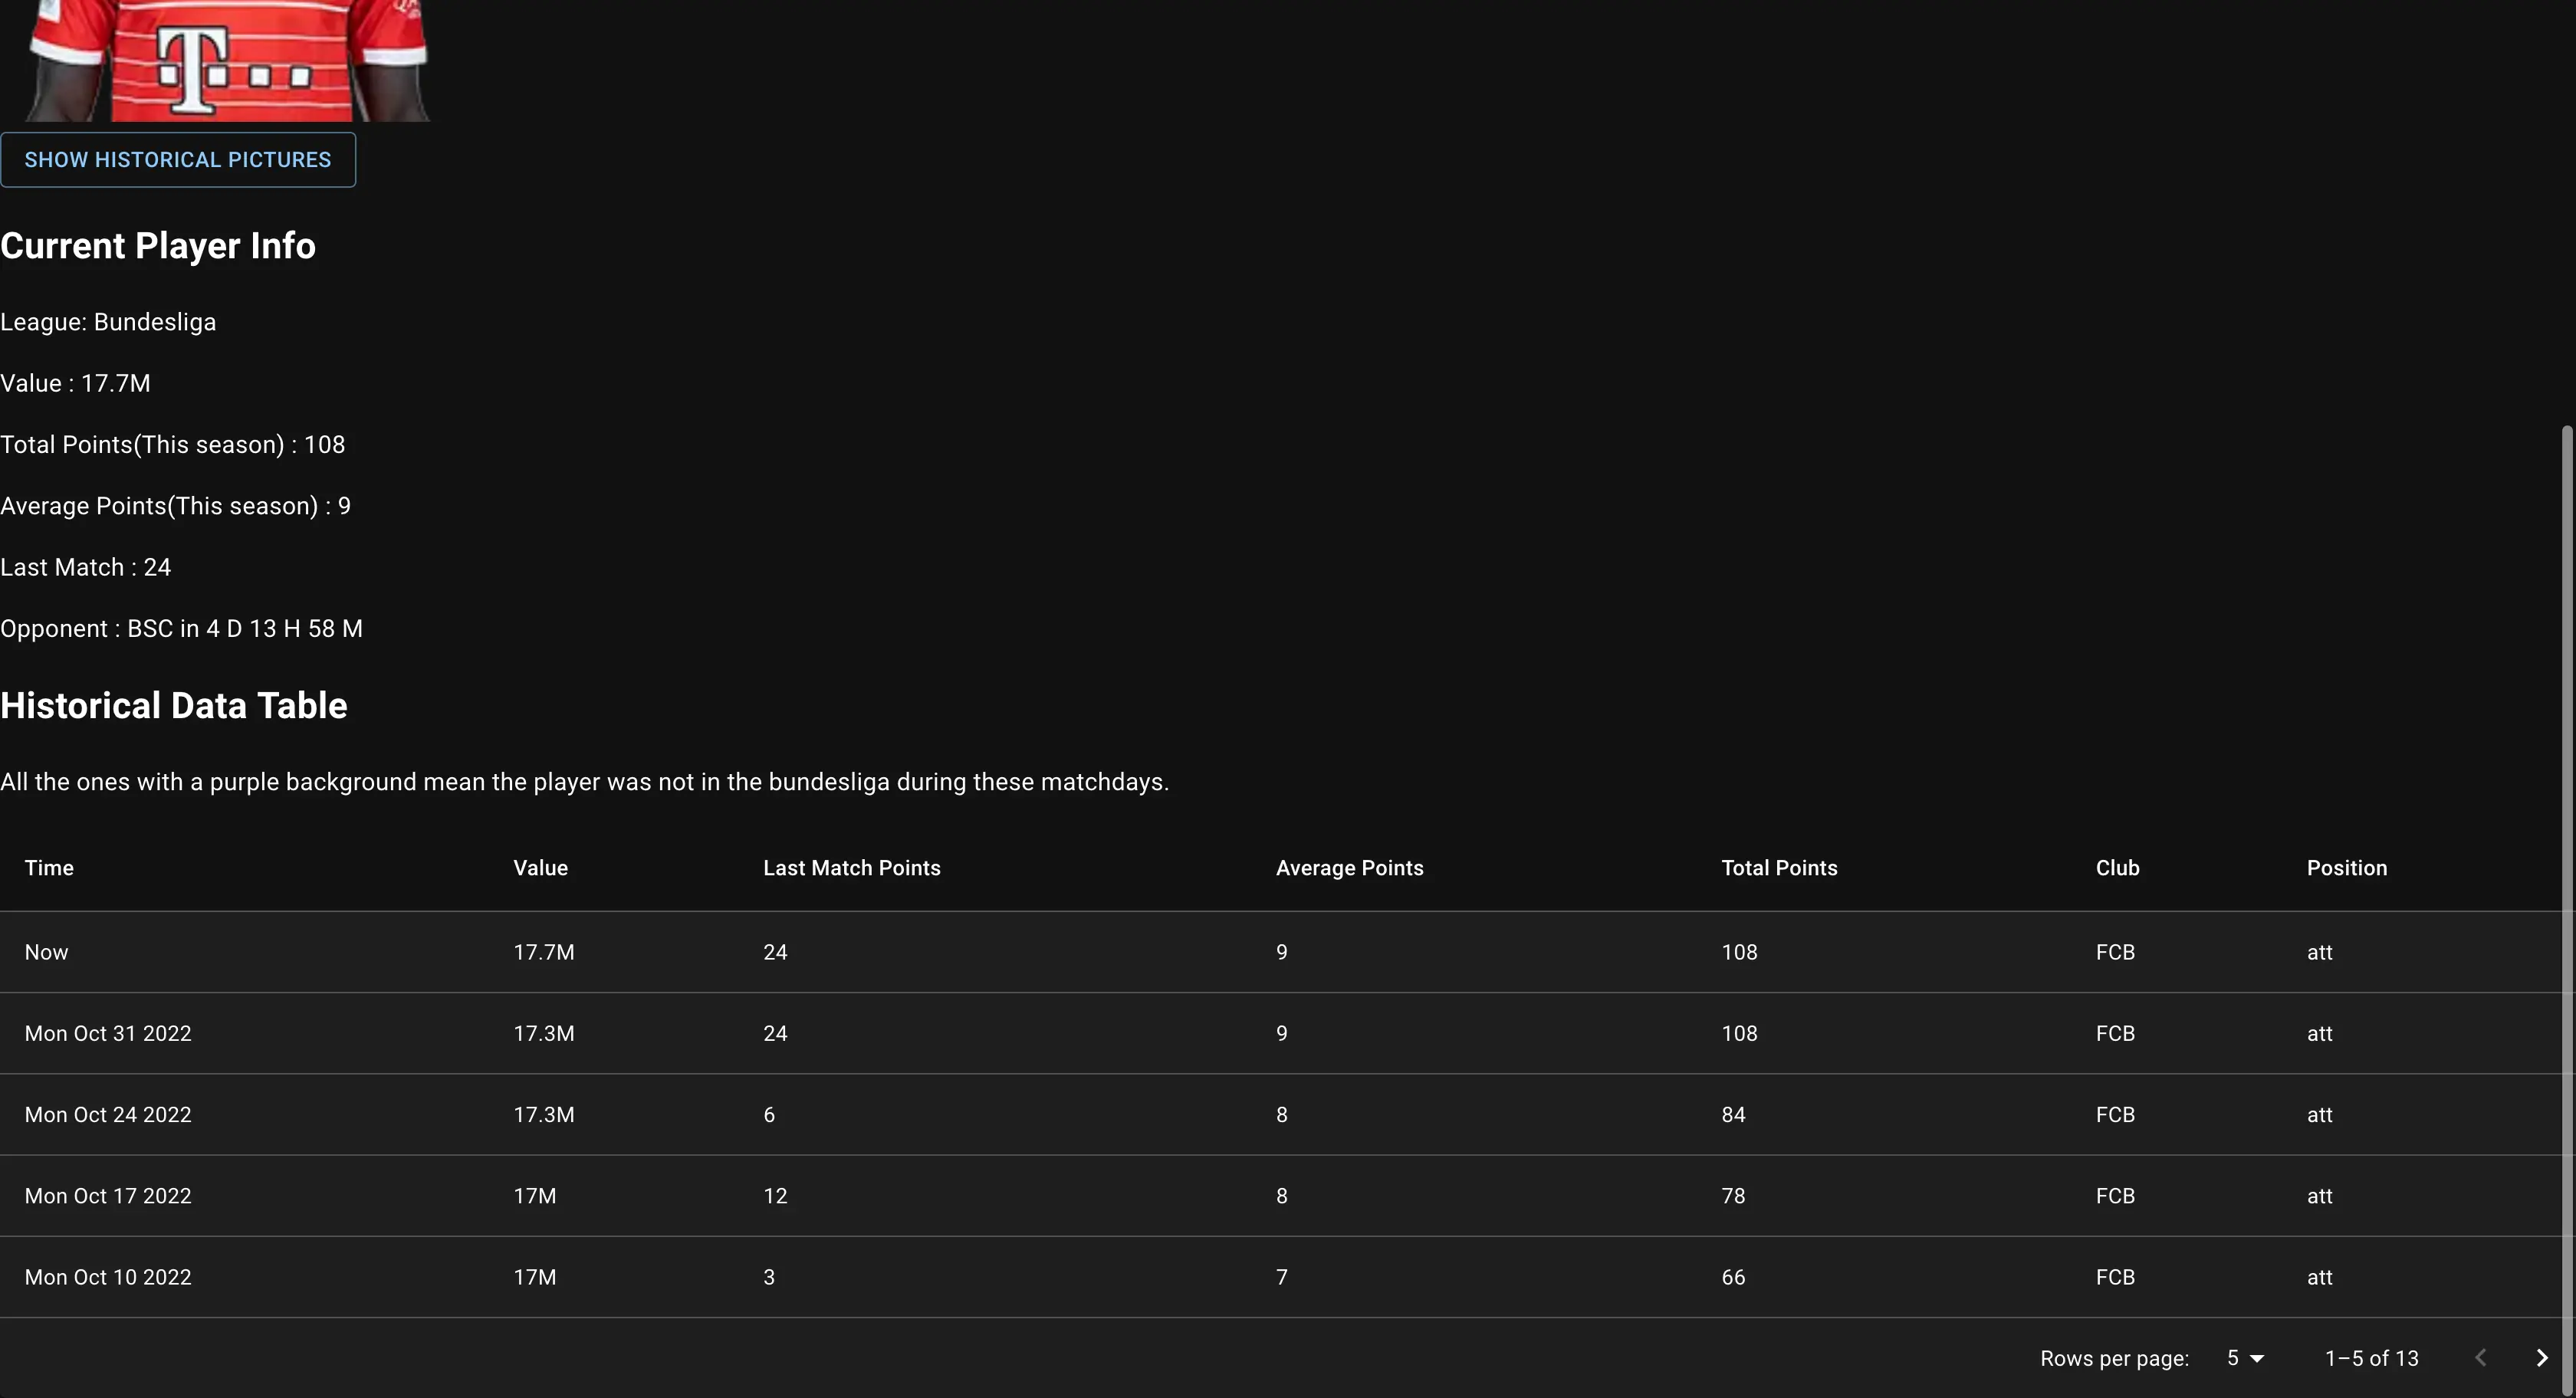 T
SHOW HISTORICAL PICTURES
Current Player Info
League: Bundesliga
Value : 17.7M
Total Points(This season) : 108
Average Points(This season) : 9
Last Match : 24
Opponent : BSC in 4 D 13 H 58 M
Historical Data Table
All the ones with a purple background mean the player was not in the bundesliga during these matchdays.
Time Value Last Match Points Average Points Total Points Club Position
Now 17.7M 24 9 108 FCB att
Mon Oct 31 2022 17.3M 24 9 108 FCB att
Mon Oct 24 2022 17.3M 6 8 84 FCB att
Mon Oct 17 2022 17M 12 8 78 FCB att
Mon Oct 10 2022 17M 3 7 66 FCB att
Rows per page: 5 1–5 of 13